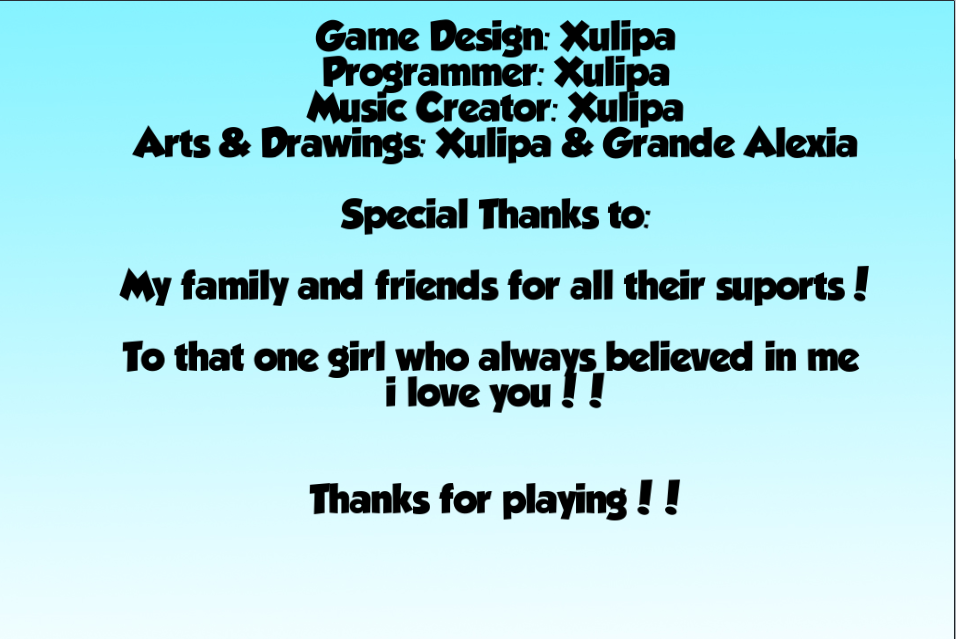 Game Design: Xulipa
Programmer: Xulipa
Music Creator: Xulipa
Arts & Drawings: Xulipa & Grande Alexia
Special Thanks to:
My family and friends for all their suports!
To that one girl who always believed in me
i love you!!
Thanks for playing!!